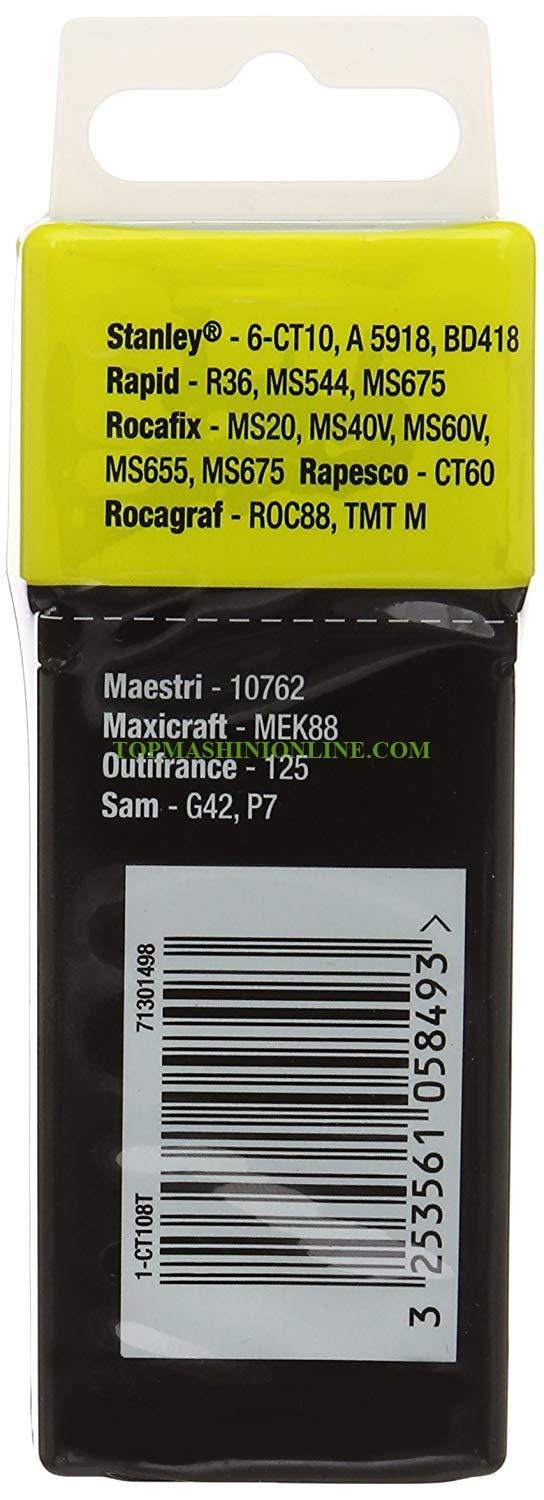 Stanley® - 6-CT10, A 5918, BD418
Rapid - R36, MS544, MS675
Rocafix - MS20, MS40V, MS60V,
MS655, MS675 Rapesco - CT60
Rocagraf - ROC88, TMT M
Maestri - 10762
Maxicraft - MEK88
TOPMASHINIONLINE.COM
Outifrance - 125
Sam - G42, P7
71301498
1-CT108T
3 253561 058493 >